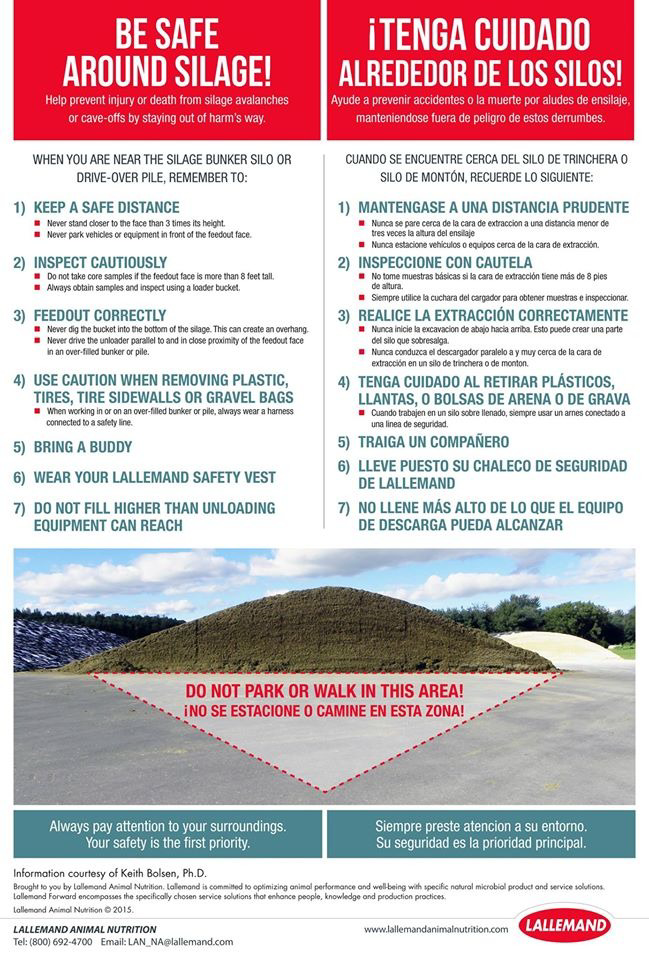 BE SAFE
AROUND SILAGE!
Help prevent injury or death from silage avalanches
or cave-offs by staying out of harm's way.
WHEN YOU ARE NEAR THE SILAGE BUNKER SILO OR
DRIVE-OVER PILE, REMEMBER TO:
1) KEEP A SAFE DISTANCE
Never stand closer to the face than 3 times its height.
Never park vehicles or equipment in front of the feedout face.
2) INSPECT CAUTIOUSLY
Do not take core samples if the feedout face is more than 8 feet tall.
Always obtain samples and inspect using a loader bucket.
3) FEEDOUT CORRECTLY
Never dig the bucket into the bottom of the silage. This can create an overhang.
Never drive the unloader parallel to and in close proximity of the feedout face
in an over-filled bunker or pile.
4) USE CAUTION WHEN REMOVING PLASTIC,
TIRES, TIRE SIDEWALLS OR GRAVEL BAGS
When working in or on an over-filled bunker or pile, always wear a harness
connected to a safety line.
5) BRING A BUDDY
6) WEAR YOUR LALLEMAND SAFETY VEST
7) DO NOT FILL HIGHER THAN UNLOADING
EQUIPMENT CAN REACH
¡TENGA CUIDADO
ALREDEDOR DE LOS SILOS!
Ayude a prevenir accidentes o la muerte por aludes de ensilaje,
manteniendose fuera de peligro de estos derrumbes.
CUANDO SE ENCUENTRE CERCA DEL SILO DE TRINCHERA O
SILO DE MONTÓN, RECUERDE LO SIGUIENTE:
1) MANTENGASE A UNA DISTANCIA PRUDENTE
Nunca se pare cerca de la cara de extraccion a una distancia menor de
tres veces la altura del ensilaje
Nunca estacione vehículos o equipos cerca de la cara de extracción.
2) INSPECCIONE CON CAUTELA
No tome muestras básicas si la cara de extracción tiene más de 8 pies
de altura.
Siempre utilice la cuchara del cargador para obtener muestras e inspeccionar.
3) REALICE LA EXTRACCIÓN CORRECTAMENTE
Nunca inicie la excavacion de abajo hacia arriba. Esto puede crear una parte
del silo que sobresalga.
Nunca conduzca el descargador paralelo a y muy cerca de la cara de
extracción en un silo de trinchera o de monton.
4) TENGA CUIDADO AL RETIRAR PLÁSTICOS,
LLANTAS, O BOLSAS DE ARENA O DE GRAVA
Cuando trabajen en un silo sobre llenado, siempre usar un arnes conectado a
una linea de seguridad.
5) TRAIGA UN COMPAÑERO
6) LLEVE PUESTO SU CHALECO DE SEGURIDAD
DE LALLEMAND
7) NO LLENE MÁS ALTO DE LO QUE EL EQUIPO
DE DESCARGA PUEDA ALCANZAR
DO NOT PARK OR WALK IN THIS AREA!
¡NO SE ESTACIONE O CAMINE EN ESTA ZONA!
Always pay attention to your surroundings.
Your safety is the first priority.
Siempre preste atencion a su entorno.
Su seguridad es la prioridad principal.
Information courtesy of Keith Bolsen, Ph.D.
Brought to you by Lallemand Animal Nutrition. Lallemand is committed to optimizing animal performance and well-being with specific natural microbial product and service solutions.
Lallemand Forward encompasses the specifically chosen service solutions that enhance people, knowledge and production practices.
Lallemand Animal Nutrition © 2015.
LALLEMAND ANIMAL NUTRITION
Tel: (800) 692-4700 Email: LAN_NA@lallemand.com
www.lallemandanimalnutrition.com
LALLEMAND